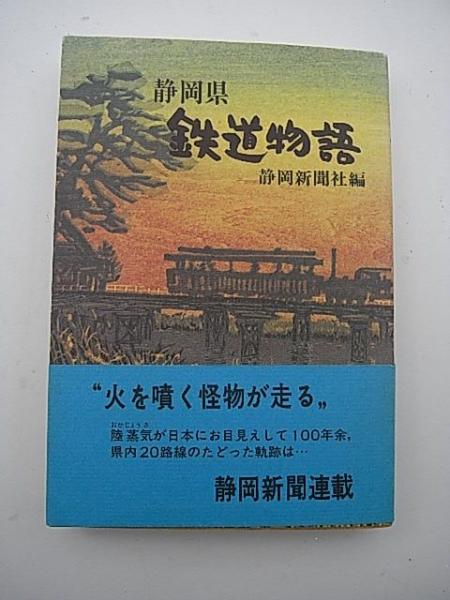 静岡県
鉄道物語
静岡新聞社編
“火を噴く怪物が走る„
おかじょうき
陸蒸気が日本にお目見えして100年余,
県内20路線のたどった軌跡は…
静岡新聞連載